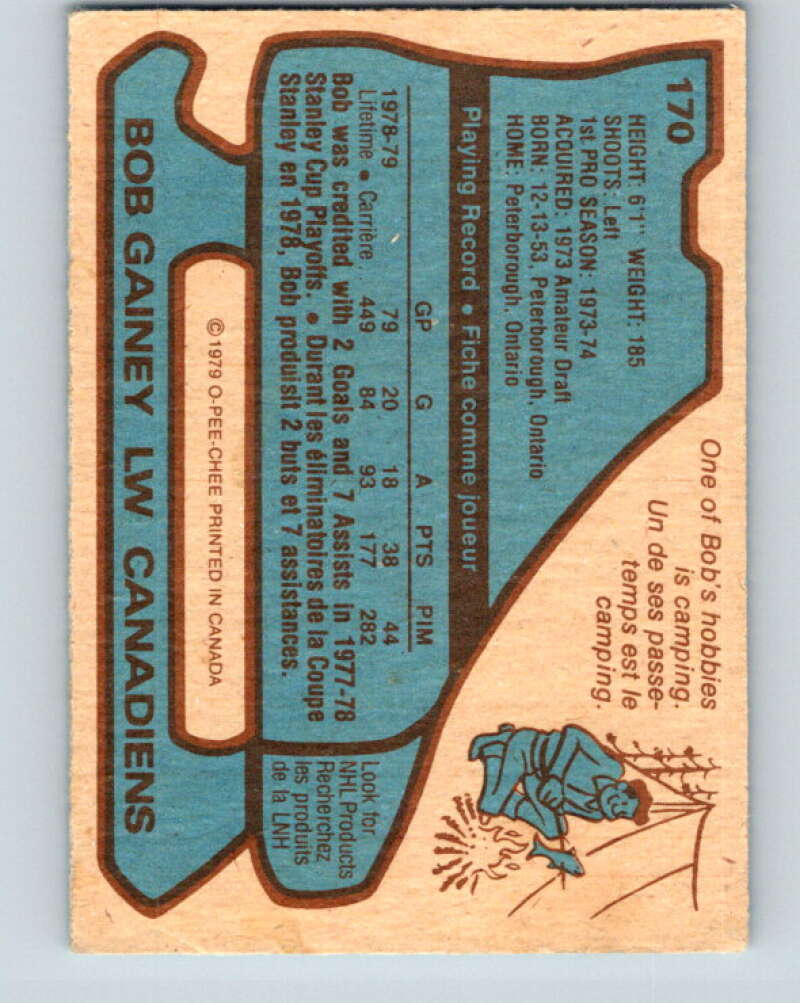 170
HEIGHT: 6'1" WEIGHT: 185
SHOOTS: Left
1st PRO SEASON: 1973-74
ACQUIRED: 1973 Amateur Draft
BORN: 12-13-53, Peterborough, Ontario
HOME: Peterborough, Ontario
One of Bob's hobbies
is camping.
Un de ses passe-
temps est le
camping.
Playing Record • Fiche comme joueur
GP G A PTS PIM
1978-79 79 20 18 38 44
Lifetime • Carrière . 449 84 93 177 282
Bob was credited with 2 Goals and 7 Assists in 1977-78
Stanley Cup Playoffs. • Durant les éliminatoires de la Coupe
Stanley en 1978, Bob produisit 2 buts et 7 assistances.
Look for
NHL Products
Recherchez
les produits
de la LNH
©1979 O-PEE-CHEE PRINTED IN CANADA
BOB GAINEY LW CANADIENS